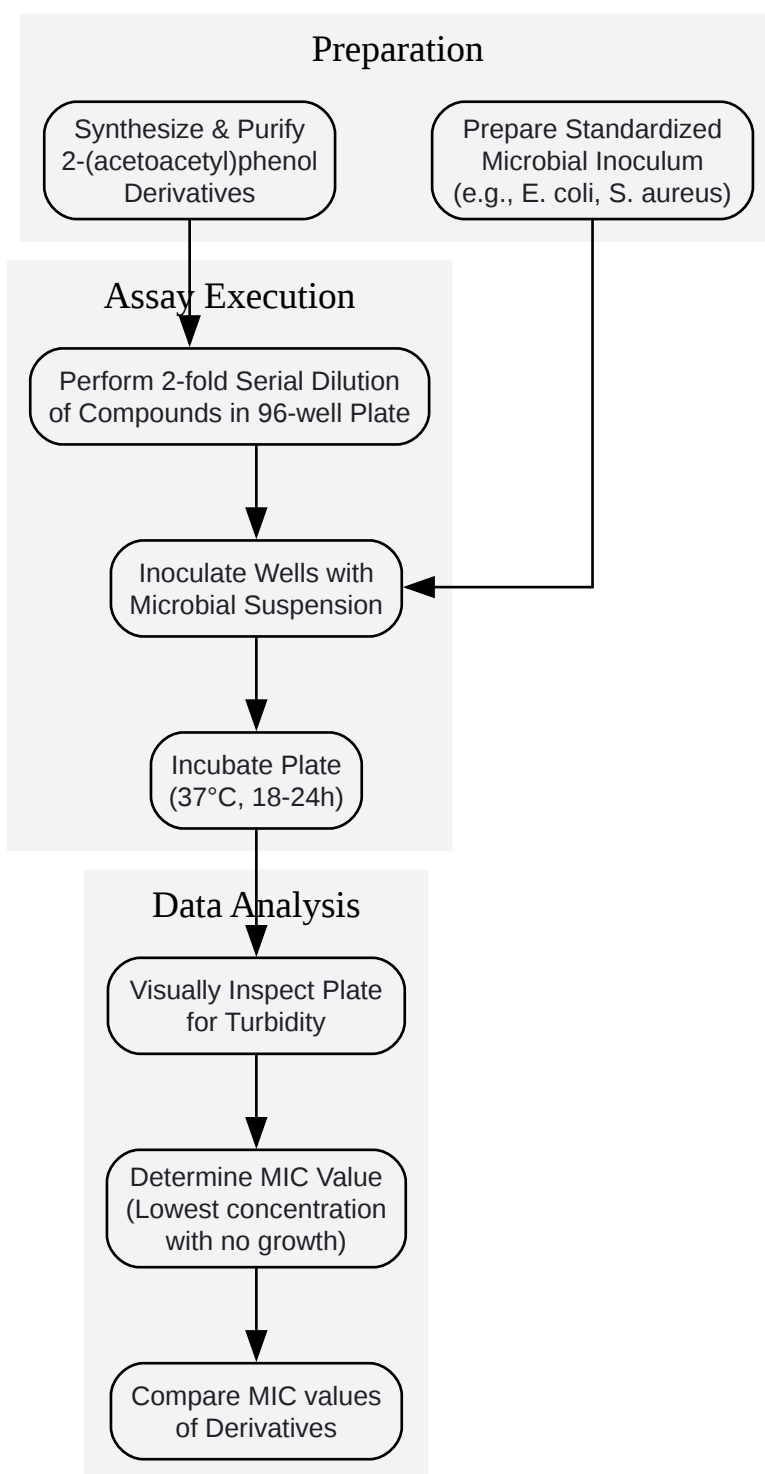 Preparation
Synthesize & Purify
2-(acetoacetyl)phenol
Derivatives
Prepare Standardized
Microbial Inoculum
(e.g., E. coli, S. aureus)
Assay Execution
Perform 2-fold Serial Dilution
of Compounds in 96-well Plate
Inoculate Wells with
Microbial Suspension
Incubate Plate
(37°C, 18-24h)
Data Analysis
Visually Inspect Plate
for Turbidity
Determine MIC Value
(Lowest concentration
with no growth)
Compare MIC values
of Derivatives